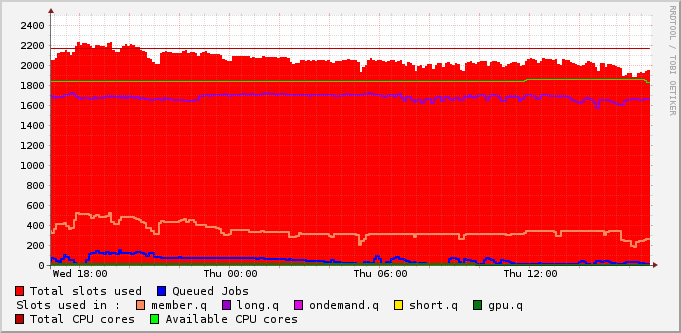 2400
2200
2000
1800
1600
1400
1200
1000
800
600
400
200
0
Wed 18:00 Thu 00:00 Thu 06:00 Thu 12:00
Total slots used Queued Jobs
Slots used in : member.q long.q ondemand.q short.q gpu.q
Total CPU cores Available CPU cores
RRDTOOL / TOBI OETIKER